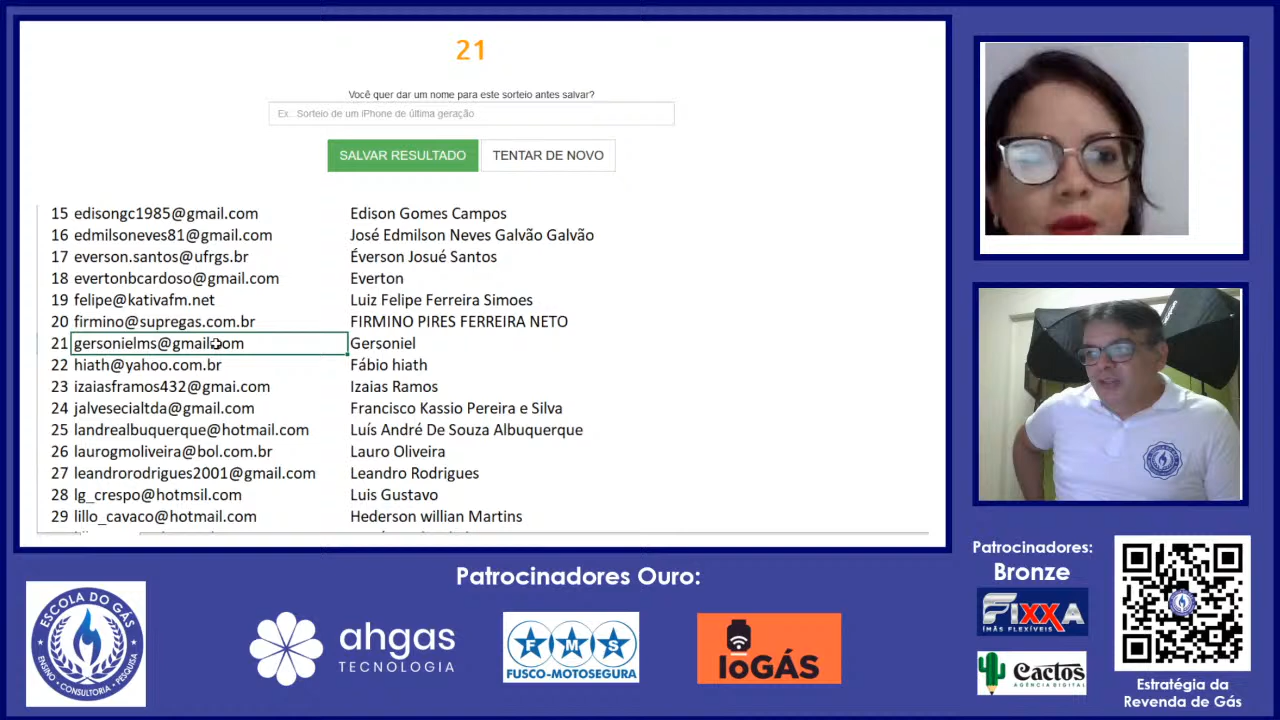 21
Você quer dar um nome para este sorteio antes salvar?
Ex.. Sorteio de um iPhone de última geração
SALVAR RESULTADO
TENTAR DE NOVO
15 edisongc1985@gmail.com Edison Gomes Campos
16 edmilsoneves81@gmail.com José Edmilson Neves Galvão Galvão
17 everson.santos@ufrgs.br Éverson Josué Santos
18 evertonbcardoso@gmail.com Everton
19 felipe@kativafm.net Luiz Felipe Ferreira Simoes
20 firmino@supregas.com.br FIRMINO PIRES FERREIRA NETO
21 gersonielms@gmail.com Gersoniel
22 hiath@yahoo.com.br Fábio hiath
23 izaiasframos432@gmai.com Izaias Ramos
24 jalvesecialtda@gmail.com Francisco Kassio Pereira e Silva
25 landrealbuquerque@hotmail.com Luís André De Souza Albuquerque
26 laurogmoliveira@bol.com.br Lauro Oliveira
27 leandrorodrigues2001@gmail.com Leandro Rodrigues
28 lg_crespo@hotmsil.com Luis Gustavo
29 lillo_cavaco@hotmail.com Hederson willian Martins
Patrocinadores Ouro:
ESCOLA DO GÁS
ENSINO · CONSULTORIA · PESQUISA
ahgas
TECNOLOGIA
F M S
FUSCO-MOTOSEGURA
IoGÁS
Patrocinadores:
Bronze
FIXXA
ÍMÃS FLEXÍVEIS
Cactos
AGÊNCIA DIGITAL
Estratégia da
Revenda de Gás